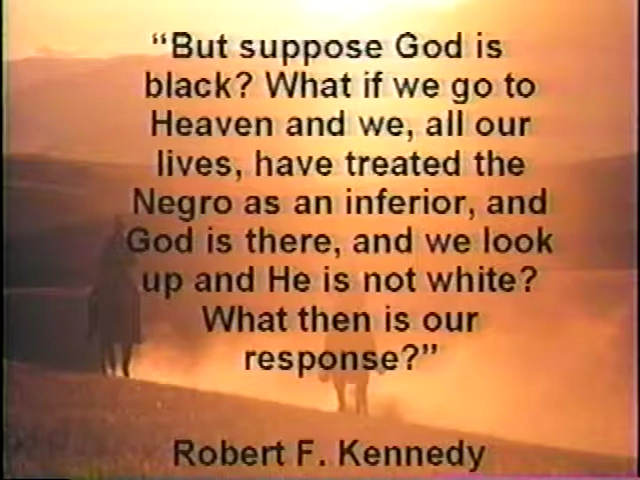 “But suppose God is
black? What if we go to
Heaven and we, all our
lives, have treated the
Negro as an inferior, and
God is there, and we look
up and He is not white?
What then is our
response?”
Robert F. Kennedy